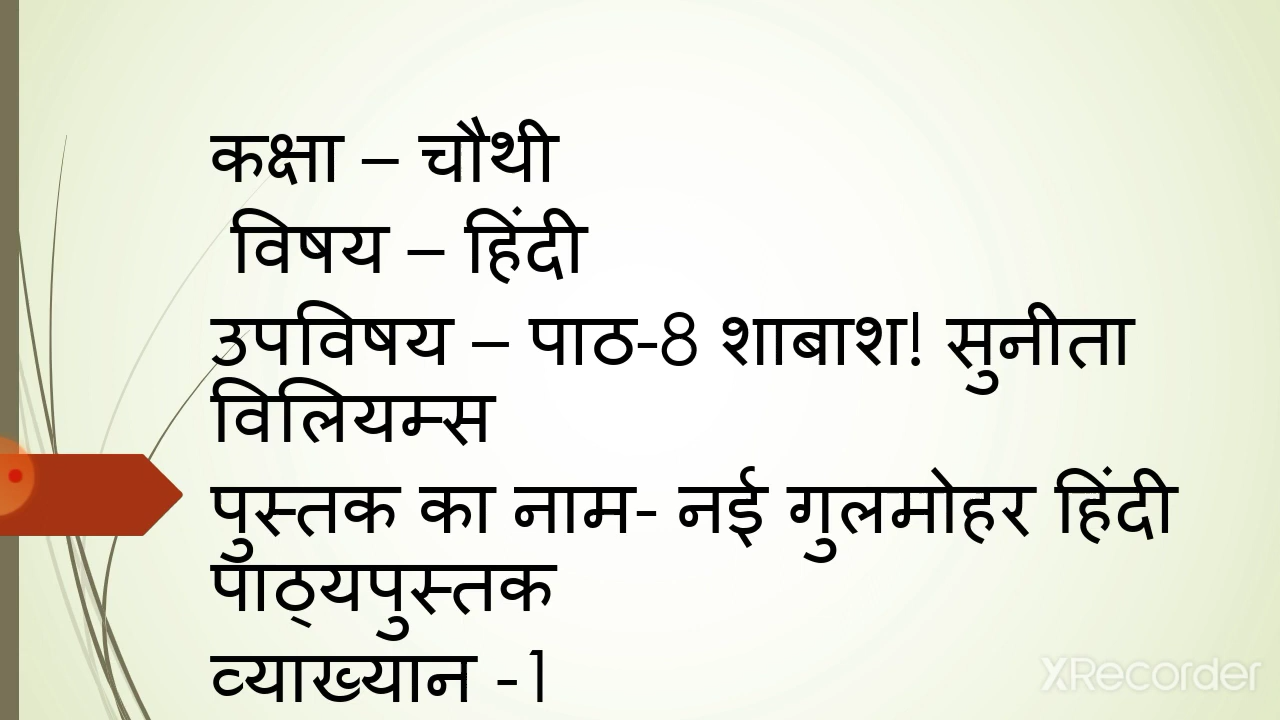 कक्षा – चौथी
विषय – हिंदी
उपविषय – पाठ-8 शाबाश! सुनीता
विलियम्स
पुस्तक का नाम- नई गुलमोहर हिंदी
पाठ्यपुस्तक
व्याख्यान -1
XRecorder